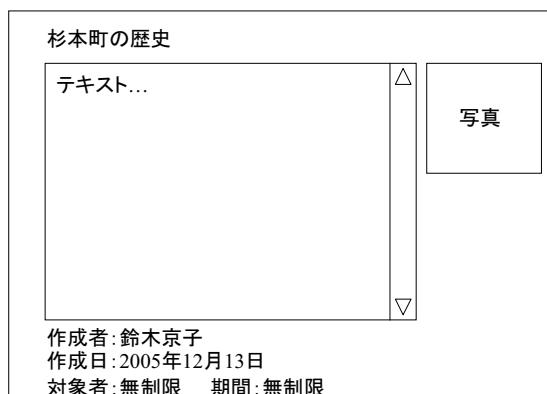 杉本町の歴史
テキスト…
写真
作成者:鈴木京子
作成日:2005年12月13日
対象者:無制限 期間:無制限